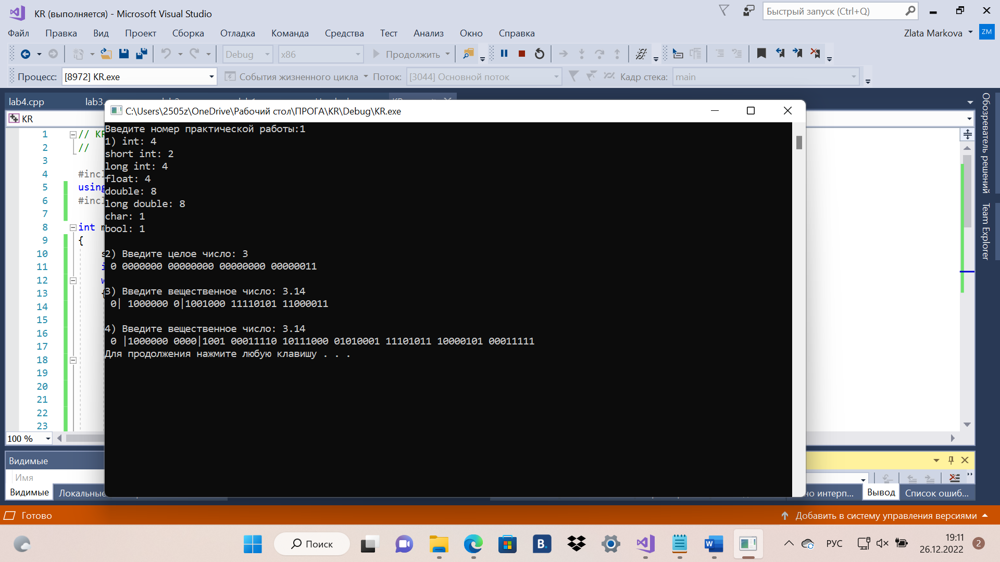 KR (выполняется) - Microsoft Visual Studio
Быстрый запуск (Ctrl+Q)
Файл Правка Вид Проект Сборка Отладка Команда Средства Тест Анализ Окно Справка
Zlata Markova ZM
Debug x86 Продолжить
Процесс: [8972] KR.exe События жизненного цикла Поток: [3044] Основной поток Кадр стека: main
lab4.cpp lab3.
KR
C:\Users\2505z\OneDrive\Рабочий стол\ПРОГА\KR\Debug\KR.exe
1 // KR
2 //
3
4 #incl
5 using
6 #incl
7
8 int m
9 {
10
11
12
13
14
15
16
17
18
19
20
21
22
23
Введите номер практической работы:1
1) int: 4
short int: 2
long int: 4
float: 4
double: 8
long double: 8
char: 1
bool: 1
2) Введите целое число: 3
0 0000000 00000000 00000000 00000011
3) Введите вещественное число: 3.14
0| 1000000 0|1001000 11110101 11000011
4) Введите вещественное число: 3.14
0 |1000000 0000|1001 00011110 10111000 01010001 11101011 10000101 00011111
Для продолжения нажмите любую клавишу . . .
Обозреватель решений
Team Explorer
100 %
Видимые
Имя
Видимые Локальные
но интерп... Вывод Список ошиб...
Готово
Добавить в систему управления версиями
Поиск
B.
W
РУС
19:11
26.12.2022
2